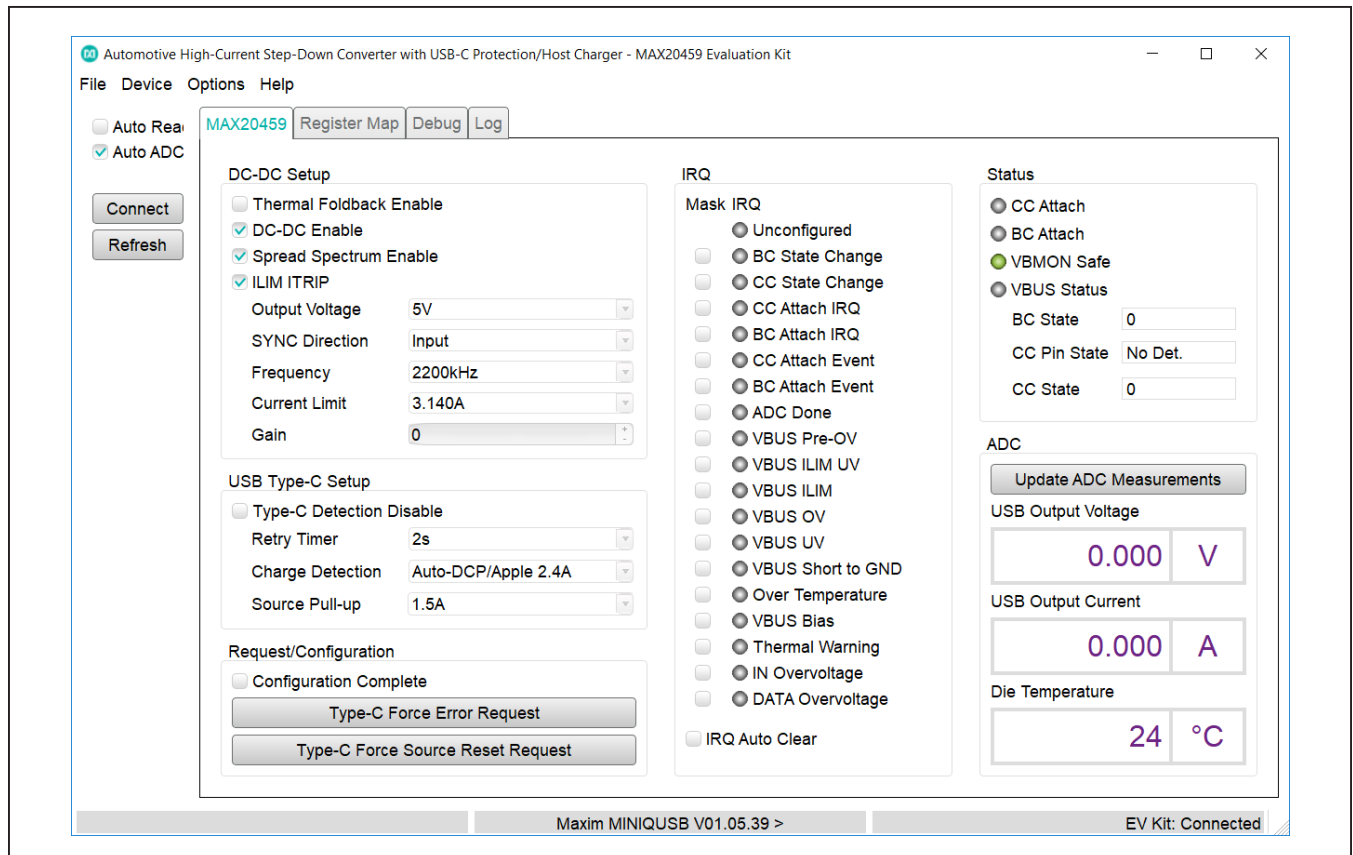 Automotive High-Current Step-Down Converter with USB-C Protection/Host Charger - MAX20459 Evaluation Kit
File Device Options Help
Auto Rea
Auto ADC
Connect
Refresh
MAX20459 Register Map Debug Log
DC-DC Setup
Thermal Foldback Enable
DC-DC Enable
Spread Spectrum Enable
ILIM ITRIP
Output Voltage 5V
SYNC Direction Input
Frequency 2200kHz
Current Limit 3.140A
Gain 0
USB Type-C Setup
Type-C Detection Disable
Retry Timer 2s
Charge Detection Auto-DCP/Apple 2.4A
Source Pull-up 1.5A
Request/Configuration
Configuration Complete
Type-C Force Error Request
Type-C Force Source Reset Request
IRQ
Mask IRQ
Unconfigured
BC State Change
CC State Change
CC Attach IRQ
BC Attach IRQ
CC Attach Event
BC Attach Event
ADC Done
VBUS Pre-OV
VBUS ILIM UV
VBUS ILIM
VBUS OV
VBUS UV
VBUS Short to GND
Over Temperature
VBUS Bias
Thermal Warning
IN Overvoltage
DATA Overvoltage
IRQ Auto Clear
Status
CC Attach
BC Attach
VBMON Safe
VBUS Status
BC State 0
CC Pin State No Det.
CC State 0
ADC
Update ADC Measurements
USB Output Voltage
0.000 V
USB Output Current
0.000 A
Die Temperature
24 °C
Maxim MINIQUSB V01.05.39 >
EV Kit: Connected